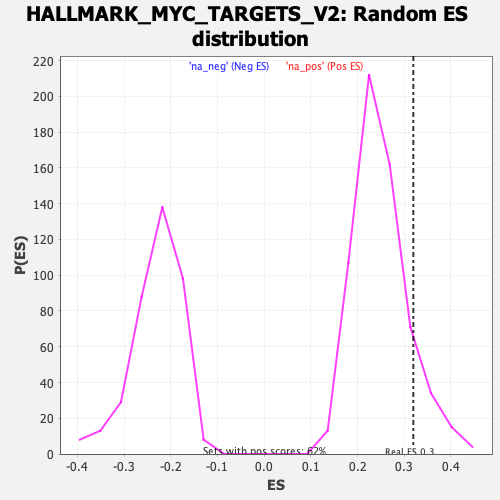 HALLMARK_MYC_TARGETS_V2: Random ES
distribution
'na_neg' (Neg ES) 'na_pos' (Pos ES)
220
200
180
160
140
120
100
80
60
40
20
0
P(ES)
Sets with pos scores: 62%
Real ES 0.3
-0.4 -0.3 -0.2 -0.1 0.0 0.1 0.2 0.3 0.4
ES